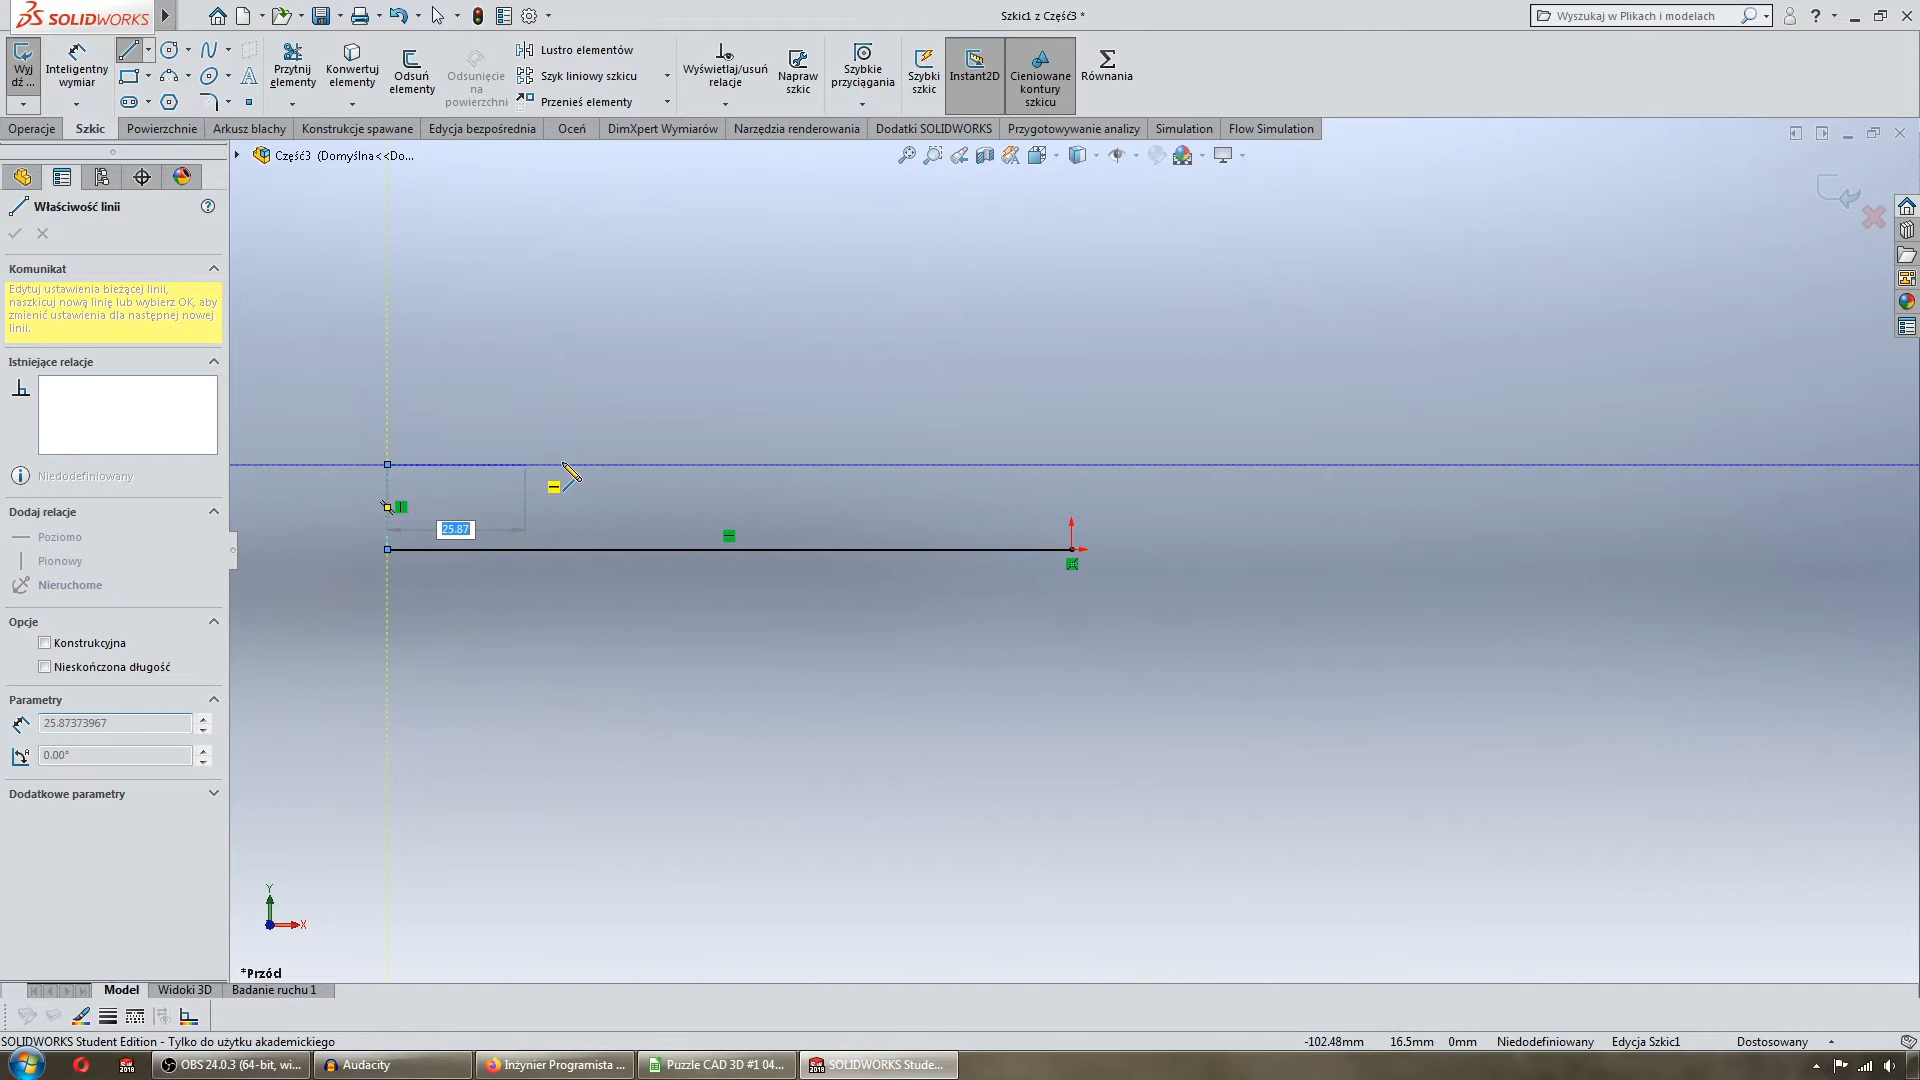 SOLIDWORKS
Szkic1 z Część3 *
Wyszukaj w Plikach i modelach
Wyj
dź ...
Inteligentny
wymiar
Przytnij
elementy
Konwertuj
elementy
Odsuń
elementy
Odsunięcie
na
powierzchni
Lustro elementów
Szyk liniowy szkicu
Przenieś elementy
Wyświetlaj/usuń
relacje
Napraw
szkic
Szybkie
przyciągania
Szybki
szkic
Instant2D
Cieniowane
kontury
szkicu
Równania
Operacje
Szkic
Powierzchnie
Arkusz blachy
Konstrukcje spawane
Edycja bezpośrednia
Oceń
DimXpert Wymiarów
Narzędzia renderowania
Dodatki SOLIDWORKS
Przygotowywanie analizy
Simulation
Flow Simulation
Część3 (Domyślna<<Do...
Właściwość linii
Komunikat
Edytuj ustawienia bieżącej linii,
naszkicuj nową linię lub wybierz OK, aby
zmienić ustawienia dla następnej nowej
linii.
Istniejące relacje
Niedodefiniowany
Dodaj relacje
Poziomo
Pionowy
Nieruchome
Opcje
Konstrukcyjna
Nieskończona długość
Parametry
25.87373967
0.00°
Dodatkowe parametry
25.87
Y
X
*Przód
Model
Widoki 3D
Badanie ruchu 1
SOLIDWORKS Student Edition - Tylko do użytku akademickiego
-102.48mm
16.5mm
0mm
Niedodefiniowany
Edycja Szkic1
Dostosowany
OBS 24.0.3 (64-bit, wi...
Audacity
Inżynier Programista ...
Puzzle CAD 3D #1 04...
SOLIDWORKS Stude...